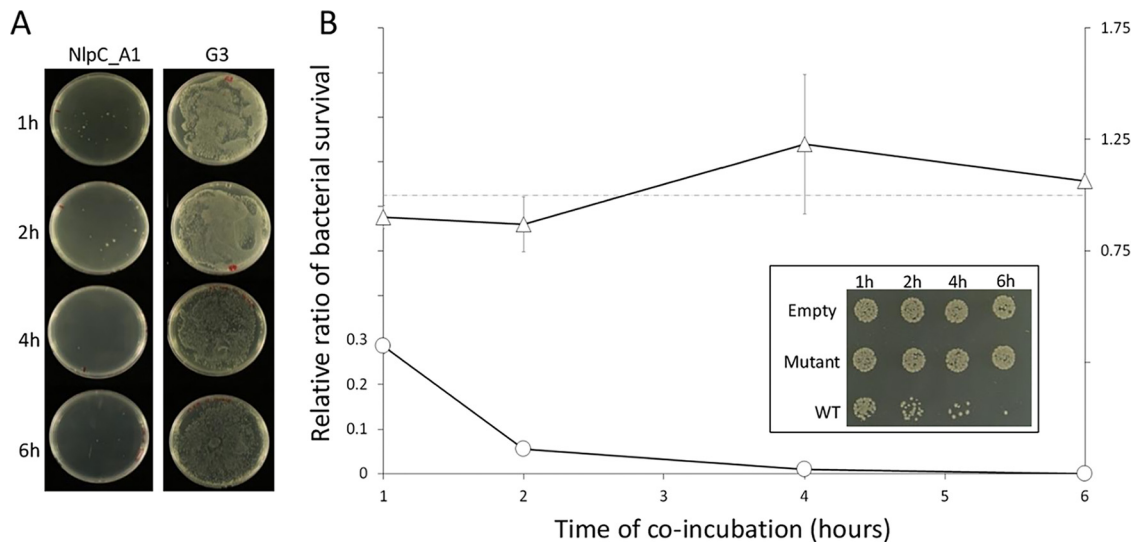 A
NlpC_A1 G3
1h
2h
4h
6h
B
Relative ratio of bacterial survival
0.3
0.2
0.1
0
1.75
1.25
0.75
1h 2h 4h 6h
Empty
Mutant
WT
1 2 3 4 5 6
Time of co-incubation (hours)